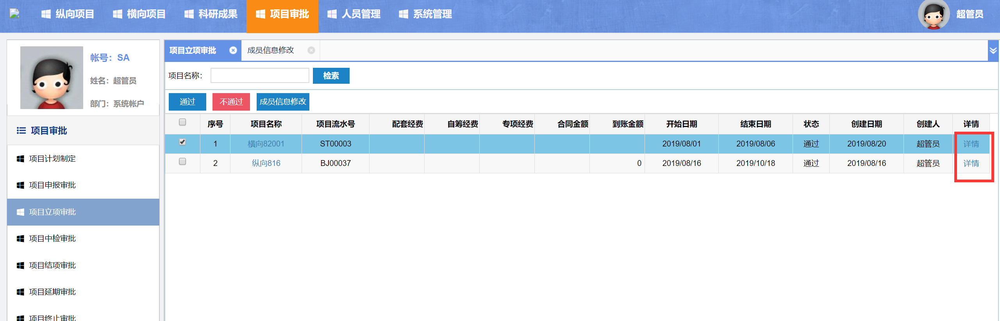 纵向项目 横向项目 科研成果 项目审批 人员管理 系统管理 超管员
帐号：SA
姓名：超管员
部门：系统帐户
项目审批
项目计划制定
项目申报审批
项目立项审批
项目中检审批
项目结项审批
项目延期审批
项目终止审批
项目立项审批 成员信息修改
项目名称： 检索
通过 不通过 成员信息修改
序号 项目名称 项目流水号 配套经费 自筹经费 专项经费 合同金额 到账金额 开始日期 结束日期 状态 创建日期 创建人 详情
1 横向82001 ST00003 2019/08/01 2019/08/06 通过 2019/08/20 超管员 详情
2 纵向816 BJ00037 0 2019/08/16 2019/10/18 通过 2019/08/16 超管员 详情